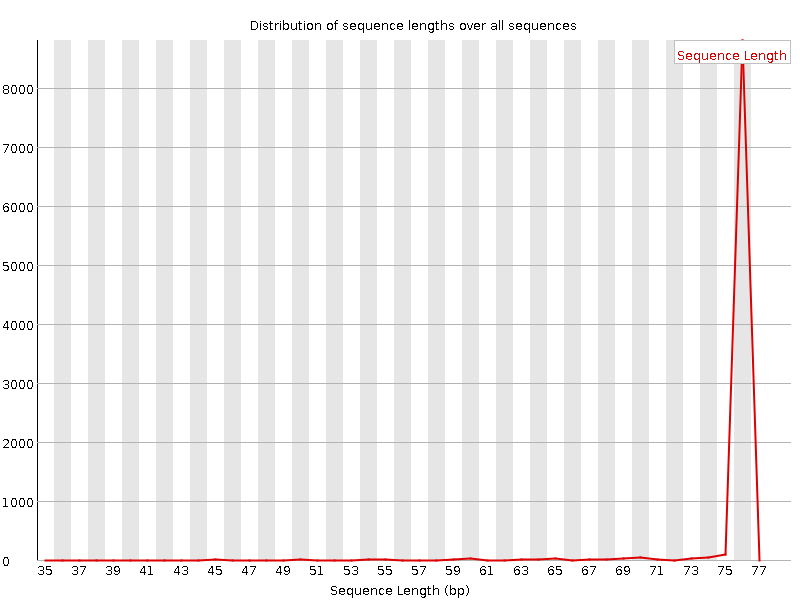 Distribution of sequence lengths over all sequences
Sequence Length
8000
7000
6000
5000
4000
3000
2000
1000
0
35 37 39 41 43 45 47 49 51 53 55 57 59 61 63 65 67 69 71 73 75 77
Sequence Length (bp)